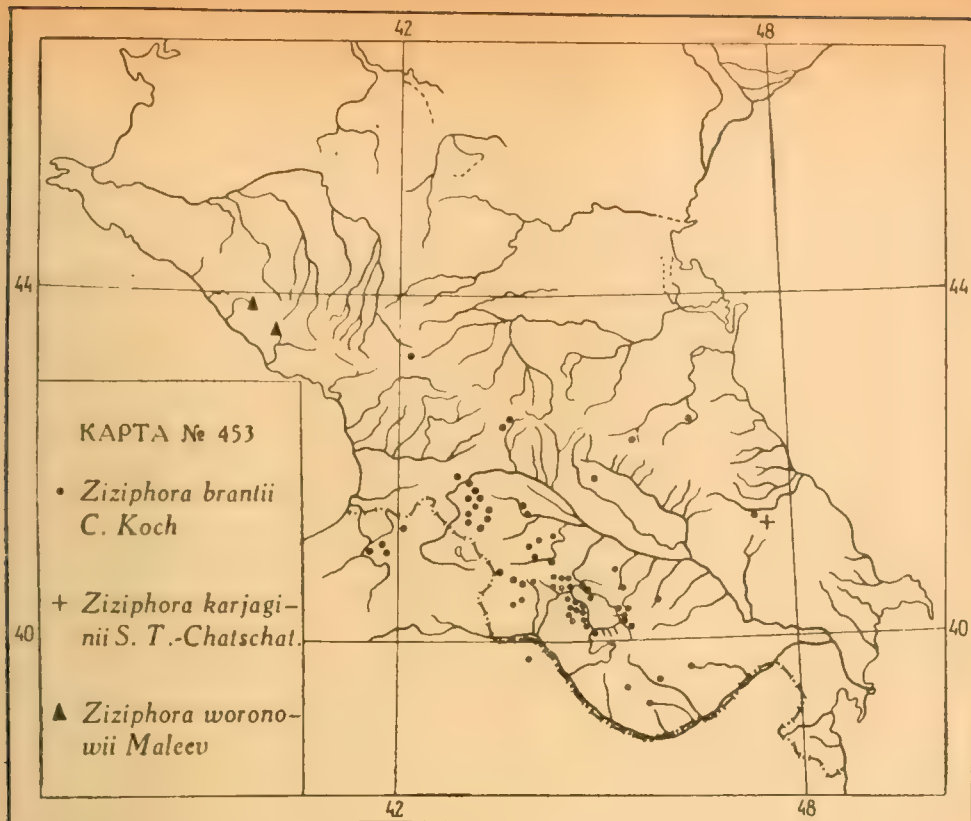 42
48
44
44
КАРТА № 453
Ziziphora brantii
C. Koch
Ziziphora karjagi-
nii S. T.-Chatschat.
Ziziphora worono-
wii Maleev
40
40
42
48